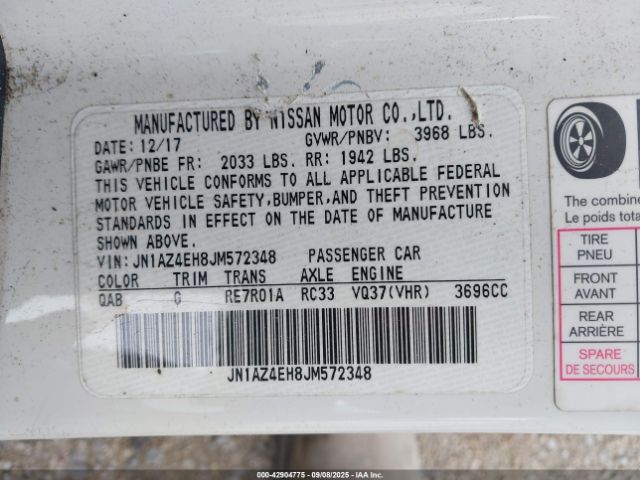 MANUFACTURED BY NISSAN MOTOR CO.,LTD.
DATE: 12/17 GVWR/PNBV: 3968 LBS.
GAWR/PNBE FR: 2033 LBS. RR: 1942 LBS.
THIS VEHICLE CONFORMS TO ALL APPLICABLE FEDERAL
MOTOR VEHICLE SAFETY,BUMPER,AND THEFT PREVENTION
STANDARDS IN EFFECT ON THE DATE OF MANUFACTURE
SHOWN ABOVE.
VIN: JN1AZ4EH8JM572348 PASSENGER CAR
COLOR TRIM TRANS AXLE ENGINE
QAB G RE7R01A RC33 VQ37(VHR) 3696CC
JN1AZ4EH8JM572348
The combine
Le poids tota
TIRE
PNEU
FRONT
AVANT
REAR
ARRIÈRE
SPARE
DE SECOURS
©2000-42904775 - 09/08/2025 - IAA Inc.